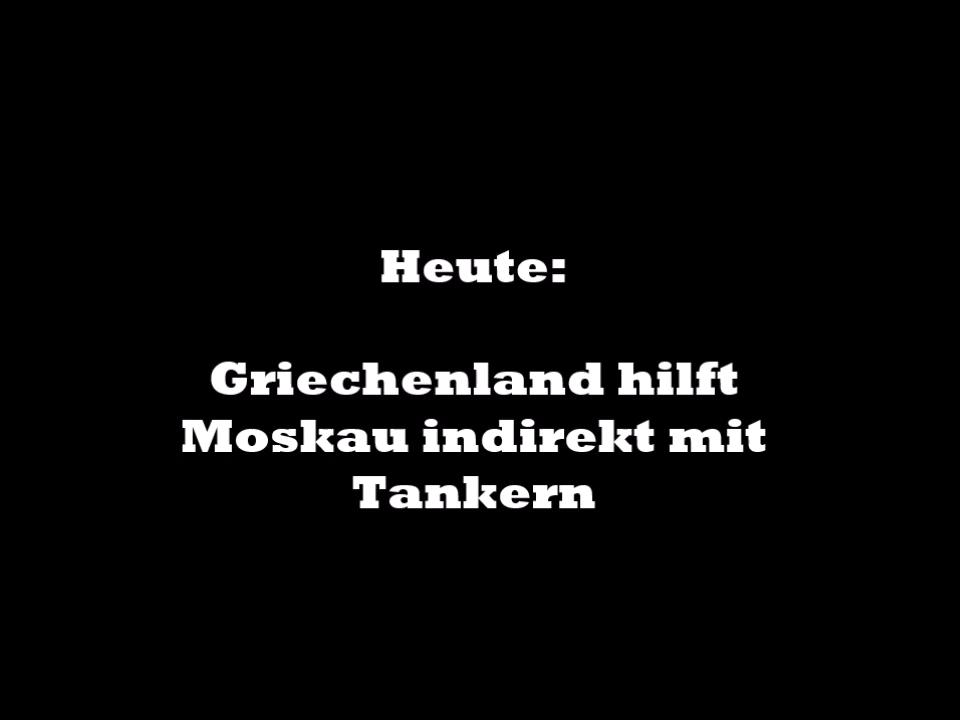 Heute:
Griechenland hilft
Moskau indirekt mit
Tankern